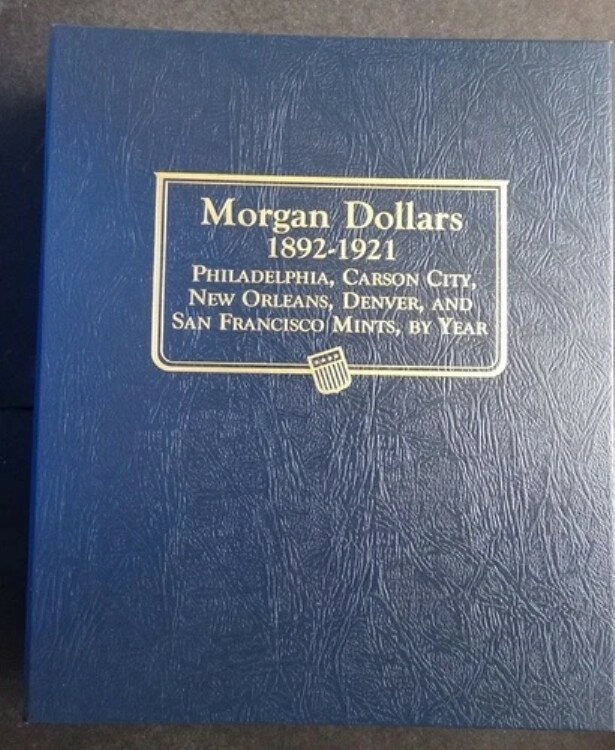 Morgan Dollars
1892-1921
Philadelphia, Carson City,
New Orleans, Denver, and
San Francisco Mints, by Year